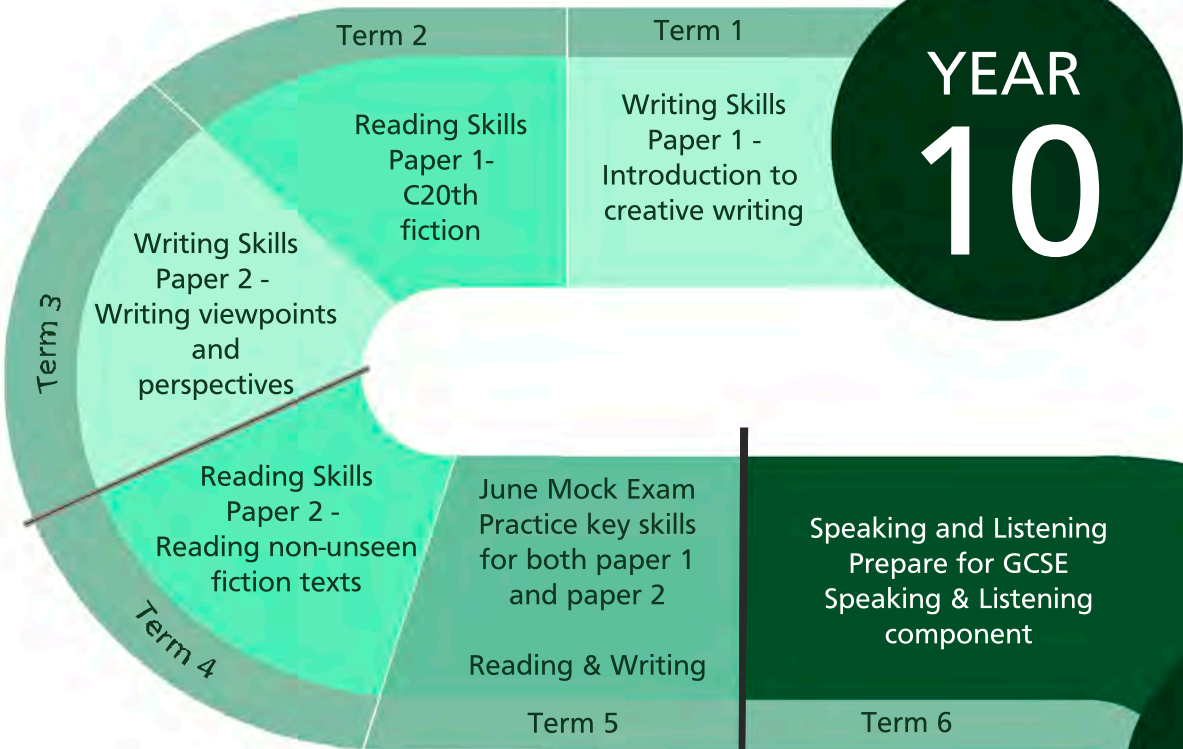 YEAR
10
Term 1
Writing Skills
Paper 1 -
Introduction to
creative writing
Term 2
Reading Skills
Paper 1-
C20th
fiction
Term 3
Writing Skills
Paper 2 -
Writing viewpoints
and
perspectives
Term 4
Reading Skills
Paper 2 -
Reading non-unseen
fiction texts
June Mock Exam
Practice key skills
for both paper 1
and paper 2
Reading & Writing
Term 5
Speaking and Listening
Prepare for GCSE
Speaking & Listening
component
Term 6